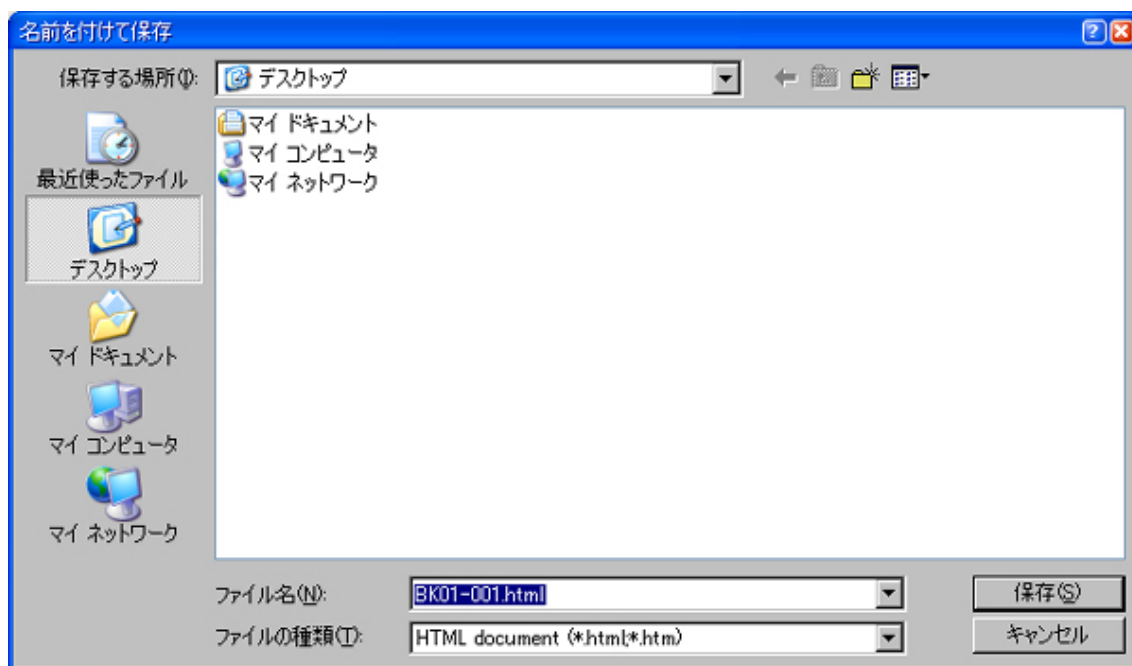 名前を付けて保存
保存する場所(I): デスクトップ
マイ ドキュメント
マイ コンピュータ
マイ ネットワーク
最近使ったファイル
デスクトップ
マイ ドキュメント
マイ コンピュータ
マイ ネットワーク
ファイル名(N): BK01-001.html 保存(S)
ファイルの種類(T): HTML document (*.html;*.htm) キャンセル